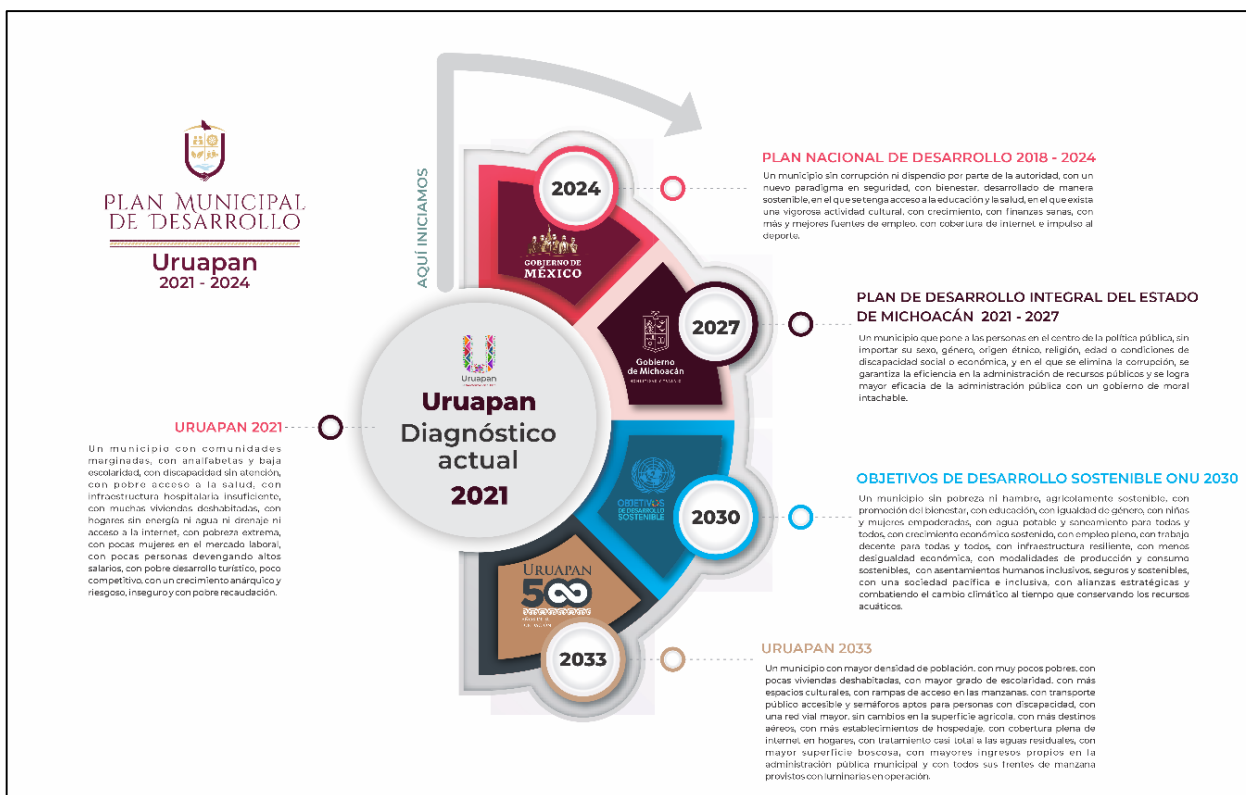 PLAN MUNICIPAL
DE DESARROLLO
Uruapan
2021 - 2024
AQUÍ INICIAMOS
2024
GOBIERNO DE
MÉXICO
PLAN NACIONAL DE DESARROLLO 2018 - 2024
Un municipio sin corrupción ni dispendio por parte de la autoridad, con un
nuevo paradigma en seguridad, con bienestar, desarrollado de manera
sostenible, en el que se tenga acceso a la educación y la salud, en el que exista
una vigorosa actividad cultural, con crecimiento, con finanzas sanas, con
más y mejores fuentes de empleo, con cobertura de internet e impulso al
deporte.
2027
Gobierno
de Michoacán
PLAN DE DESARROLLO INTEGRAL DEL ESTADO
DE MICHOACÁN 2021 - 2027
Un municipio que pone a las personas en el centro de la política pública, sin
importar su sexo, género, origen étnico, religión, edad o condiciones de
discapacidad social o económica, y en el que se elimina la corrupción, se
garantiza la eficiencia en la administración de recursos públicos y se logra
mayor eficacia de la administración pública con un gobierno de moral
intachable.
Uruapan
Uruapan
Diagnóstico
actual
2021
URUAPAN 2021
Un municipio con comunidades
marginadas, con analfabetas y baja
escolaridad, con discapacidad sin atención,
con pobre acceso a la salud, con
infraestructura hospitalaria insuficiente,
con muchas viviendas deshabitadas, con
hogares sin energía ni agua ni drenaje ni
acceso a la internet, con pobreza extrema,
con pocas mujeres en el mercado laboral,
con pocas personas devengando altos
salarios, con pobre desarrollo turístico, poco
competitivo, con un crecimiento anárquico y
riesgoso, inseguro y con pobre recaudación.
OBJETIVOS
DE DESARROLLO
SOSTENIBLE
2030
OBJETIVOS DE DESARROLLO SOSTENIBLE ONU 2030
Un municipio sin pobreza ni hambre, agrícolamente sostenible, con
promoción del bienestar, con educación, con igualdad de género, con niñas
y mujeres empoderadas, con agua potable y saneamiento para todas y
todos, con crecimiento económico sostenido, con empleo pleno, con trabajo
decente para todas y todos, con infraestructura resiliente, con menos
desigualdad económica, con modalidades de producción y consumo
sostenibles, con asentamientos humanos inclusivos, seguros y sostenibles,
con una sociedad pacífica e inclusiva, con alianzas estratégicas y
combatiendo el cambio climático al tiempo que conservando los recursos
acuáticos.
URUAPAN
500
2033
URUAPAN 2033
Un municipio con mayor densidad de población, con muy pocos pobres, con
pocas viviendas deshabitadas, con mayor grado de escolaridad, con más
espacios culturales, con rampas de acceso en las manzanas, con transporte
público accesible y semáforos aptos para personas con discapacidad, con
una red vial mayor, sin cambios en la superficie agrícola, con más destinos
aéreos, con más establecimientos de hospedaje, con cobertura plena de
internet en hogares, con tratamiento casi total a las aguas residuales, con
mayor superficie boscosa, con mayores ingresos propios en la
administración pública municipal y con todos sus frentes de manzana
provistos con luminarias en operación.